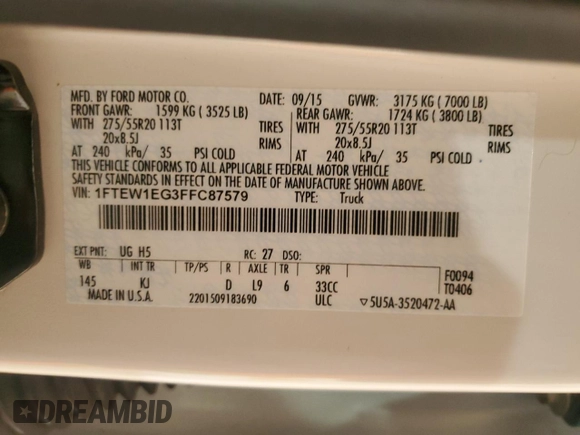 MFD. BY FORD MOTOR CO. DATE: 09/15 GVWR: 3175 KG ( 7000 LB)
FRONT GAWR: 1599 KG ( 3525 LB) REAR GAWR: 1724 KG ( 3800 LB)
WITH 275/55R20 113T TIRES WITH 275/55R20 113T TIRES
20x8.5J RIMS 20x8.5J RIMS
AT 240 kPa/ 35 PSI COLD AT 240 kPa/ 35 PSI COLD
THIS VEHICLE CONFORMS TO ALL APPLICABLE FEDERAL MOTOR VEHICLE
SAFETY STANDARDS IN EFFECT ON THE DATE OF MANUFACTURE SHOWN ABOVE.
VIN: 1FTEW1EG3FFC87579 TYPE: Truck
EXT PNT: UG H5 RC: 27 DSO:
WB INT TR TP/PS R AXLE TR SPR F0094
145 KJ D L9 6 33CC T0406
MADE IN U.S.A. 2201509183690 ULC ▽5U5A-3520472-AA
DREAMBID